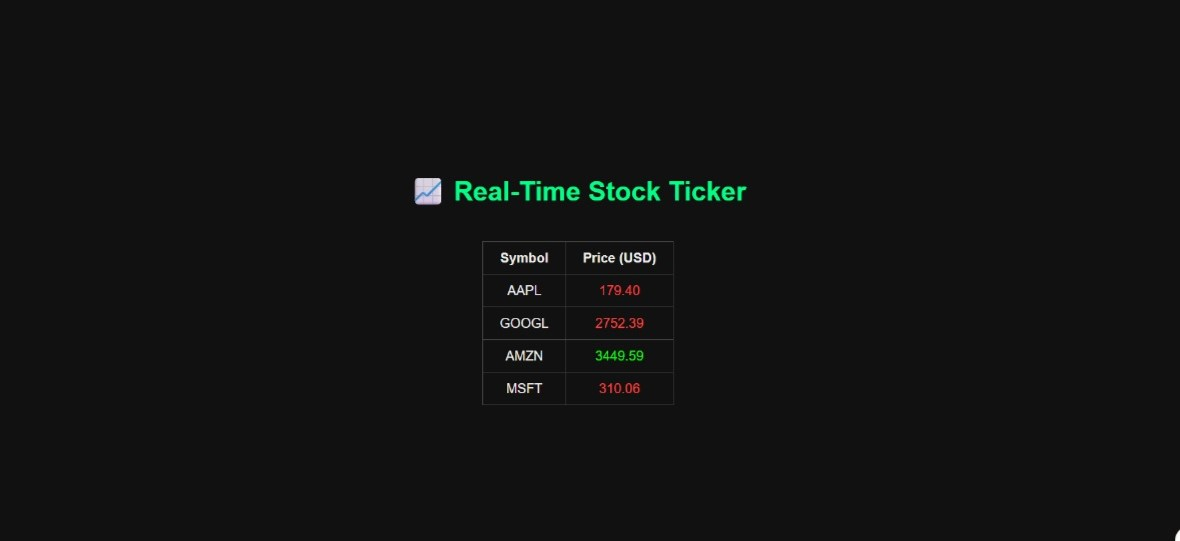 📈 Real-Time Stock Ticker
Symbol Price (USD)
AAPL 179.40
GOOGL 2752.39
AMZN 3449.59
MSFT 310.06